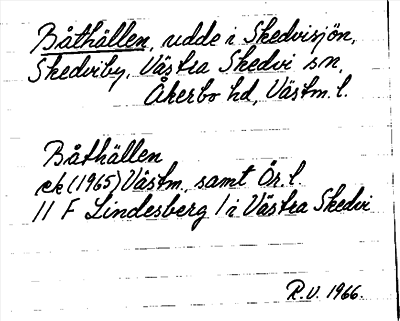 Båthällen, udde i Skedvisjön,
Skedviby, Västra Skedvi sn,
Åkerbo hd, Västm. l.
Båthällen
ek (1965) Västm. samt Ör. l.
11 F Lindesberg / i Västra Skedvi
R.V. 1966.